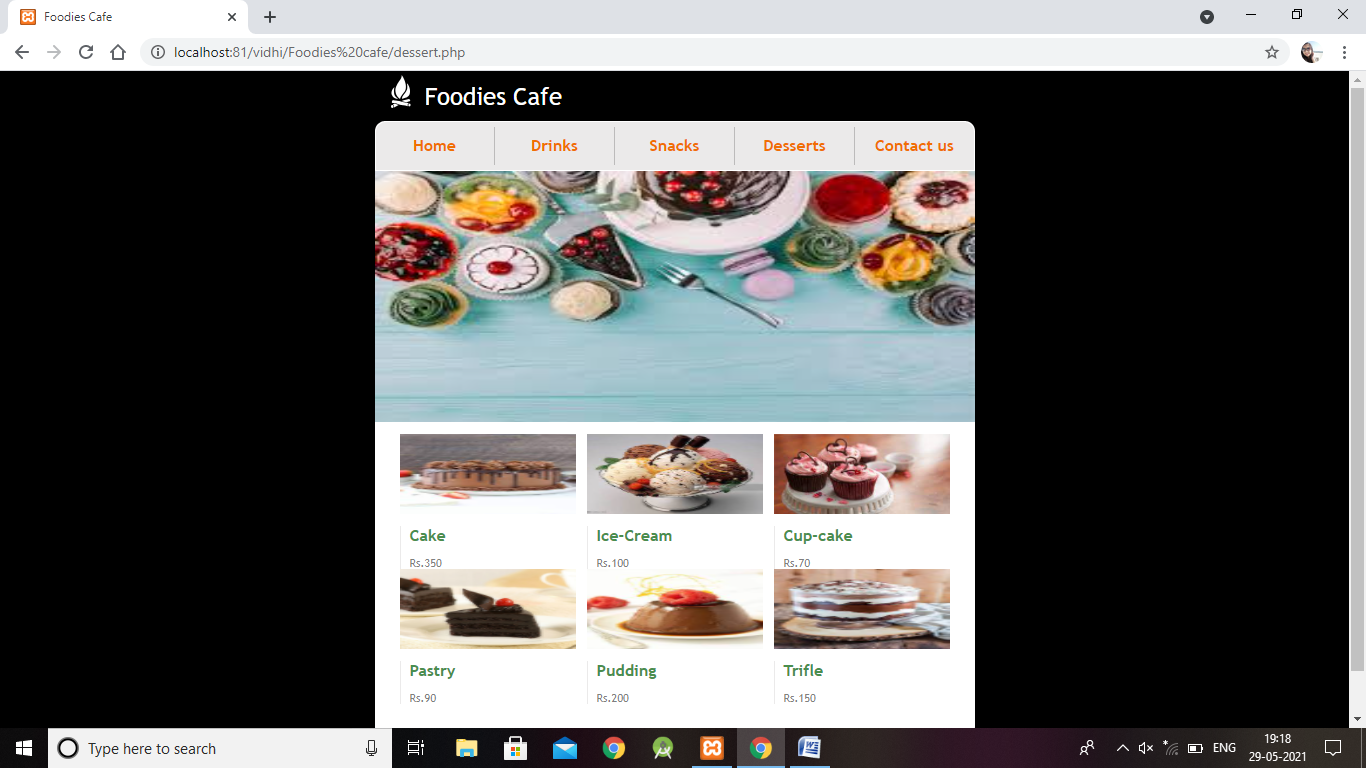 Foodies Cafe
localhost:81/vidhi/Foodies%20cafe/dessert.php
Foodies Cafe
Home Drinks Snacks Desserts Contact us
Cake Ice-Cream Cup-cake
Rs.350 Rs.100 Rs.70
Pastry Pudding Trifle
Rs.90 Rs.200 Rs.150
Type here to search
ENG
19:18
29-05-2021